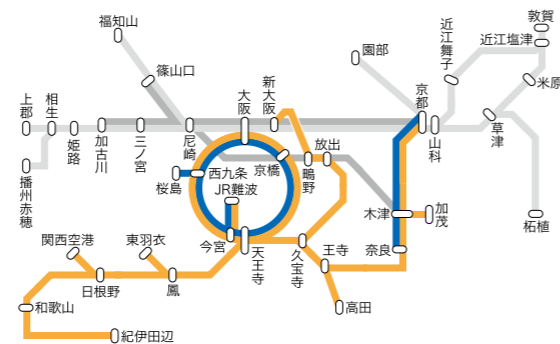 敦賀
福知山
近江塩津
園部
近江舞子
篠山口
米原
上郡
相生
大阪
新大阪
京都
姫路
加古川
三ノ宮
尼崎
山科
草津
放出
京橋
鴫野
西九条
JR難波
桜島
播州赤穂
木津
加茂
柘植
今宮
関西空港
東羽衣
天王寺
久宝寺
王寺
奈良
日根野
鳳
和歌山
高田
紀伊田辺